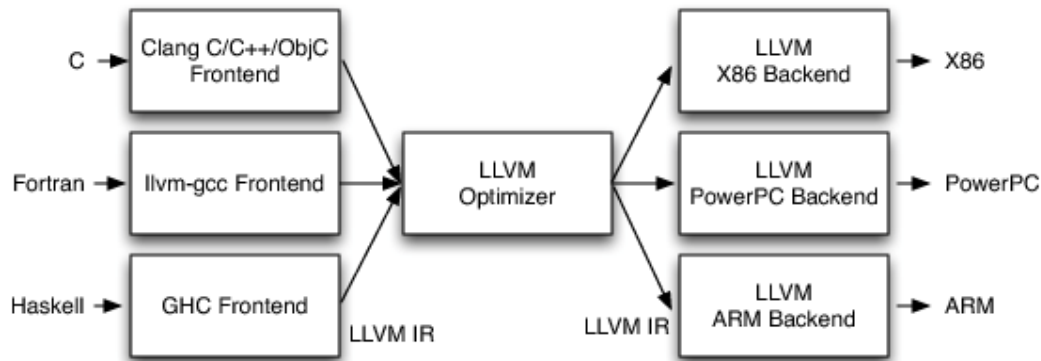 C
Clang C/C++/ObjC
Frontend
LLVM
X86 Backend
X86
Fortran
llvm-gcc Frontend
LLVM
Optimizer
LLVM
PowerPC Backend
PowerPC
Haskell
GHC Frontend
LLVM IR
LLVM IR
LLVM
ARM Backend
ARM